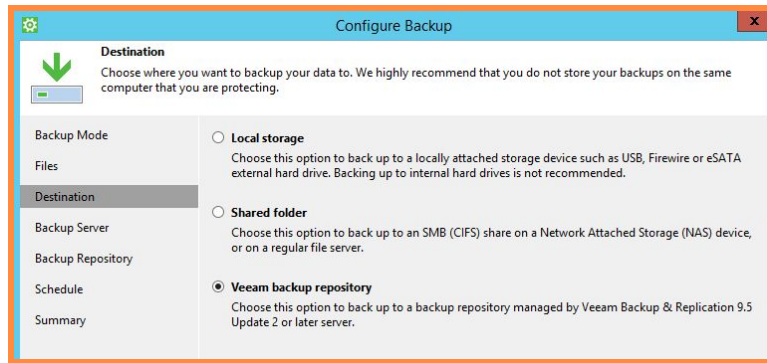 Configure Backup
x
Destination
Choose where you want to backup your data to. We highly recommend that you do not store your backups on the same
computer that you are protecting.
Backup Mode
Files
Destination
Backup Server
Backup Repository
Schedule
Summary
Local storage
Choose this option to back up to a locally attached storage device such as USB, Firewire or eSATA
external hard drive. Backing up to internal hard drives is not recommended.
Shared folder
Choose this option to back up to an SMB (CIFS) share on a Network Attached Storage (NAS) device,
or on a regular file server.
Veeam backup repository
Choose this option to back up to a backup repository managed by Veeam Backup & Replication 9.5
Update 2 or later server.